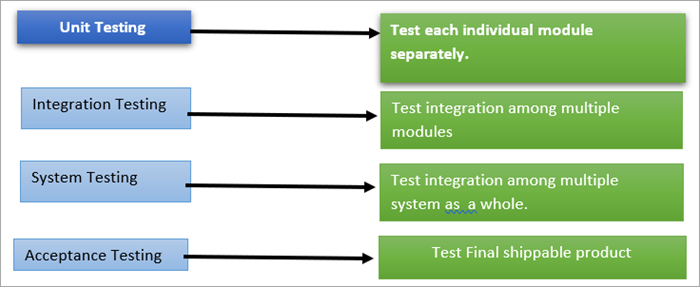 Unit Testing
Test each individual module
separately.
Integration Testing
Test integration among multiple
modules
System Testing
Test integration among multiple
system as a whole.
Acceptance Testing
Test Final shippable product